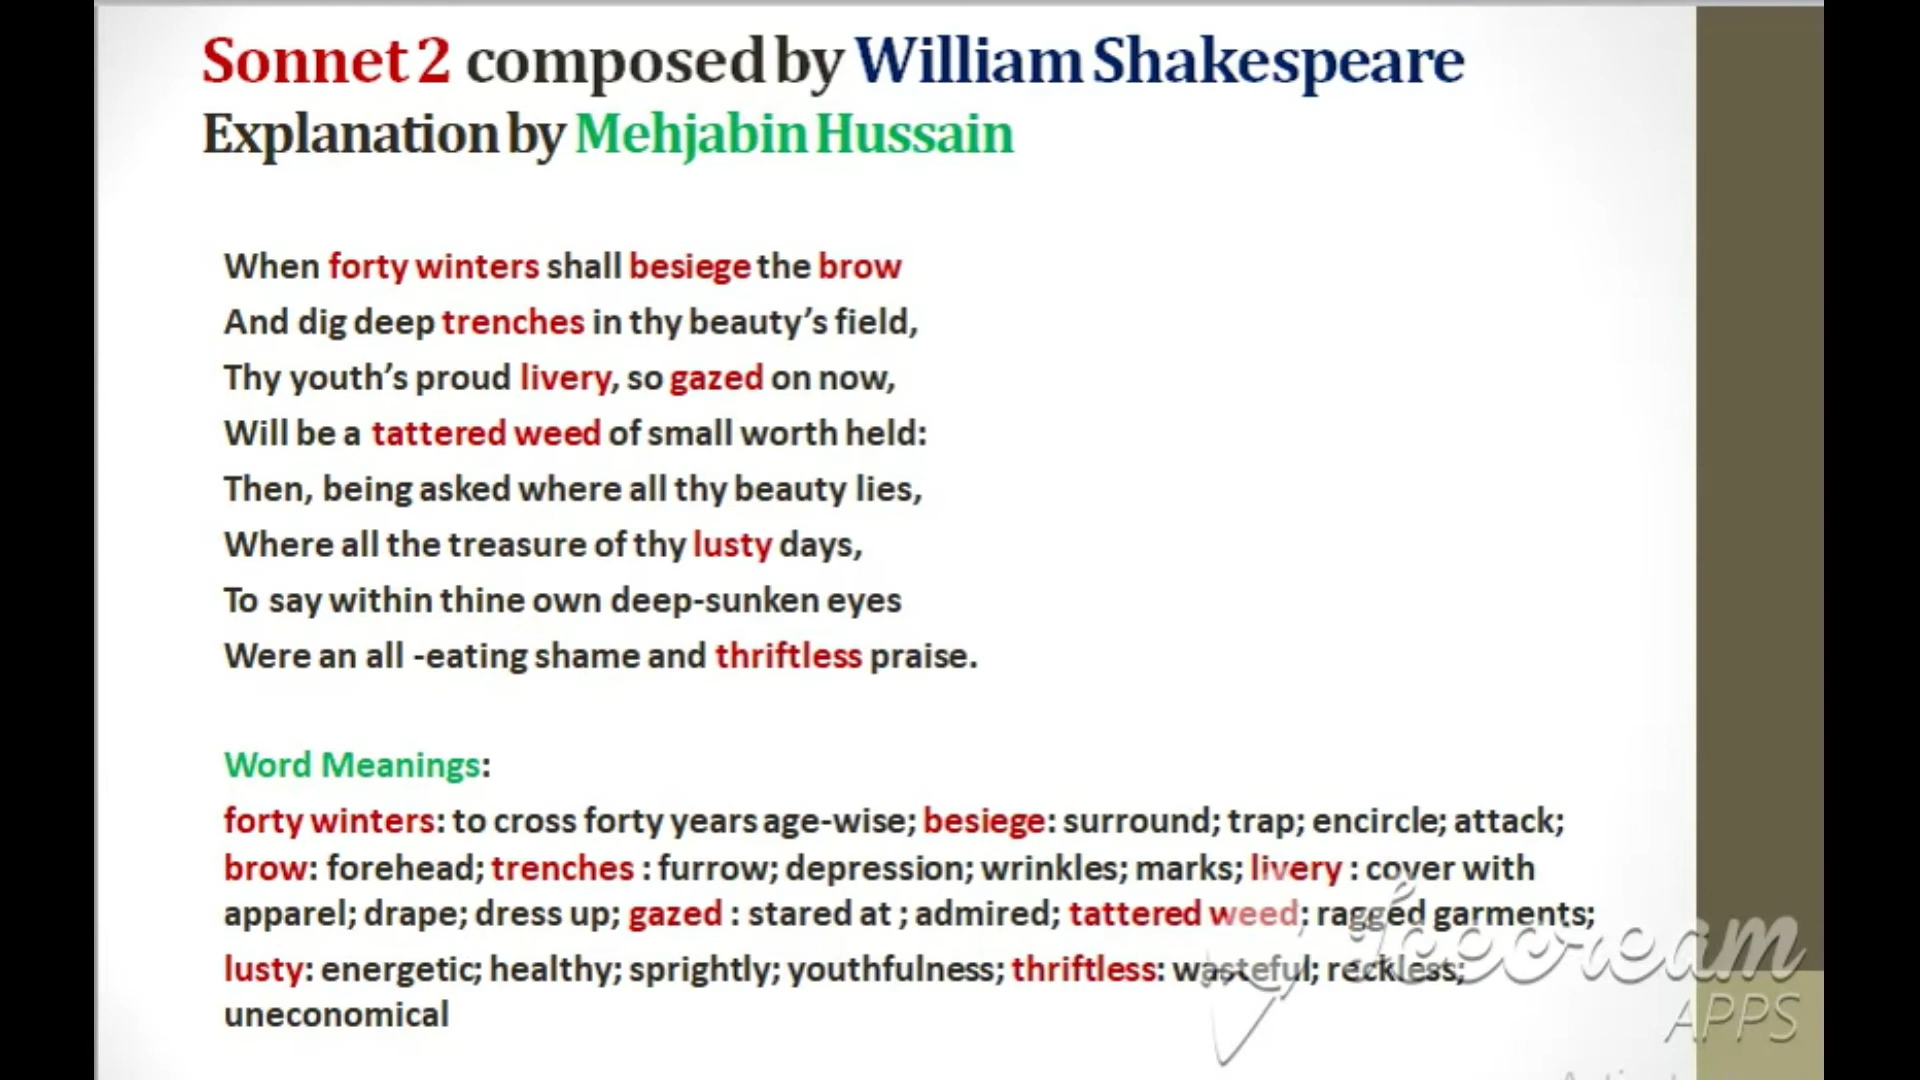 Sonnet 2 composed by William Shakespeare
Explanation by Mehjabin Hussain
When forty winters shall besiege the brow
And dig deep trenches in thy beauty’s field,
Thy youth’s proud livery, so gazed on now,
Will be a tattered weed of small worth held:
Then, being asked where all thy beauty lies,
Where all the treasure of thy lusty days,
To say within thine own deep-sunken eyes
Were an all -eating shame and thriftless praise.
Word Meanings:
forty winters: to cross forty years age-wise; besiege: surround; trap; encircle; attack;
brow: forehead; trenches : furrow; depression; wrinkles; marks; livery : cover with
apparel; drape; dress up; gazed : stared at ; admired; tattered weed: ragged garments;
lusty: energetic; healthy; sprightly; youthfulness; thriftless: wasteful; reckless;
uneconomical
Icecream
APPS